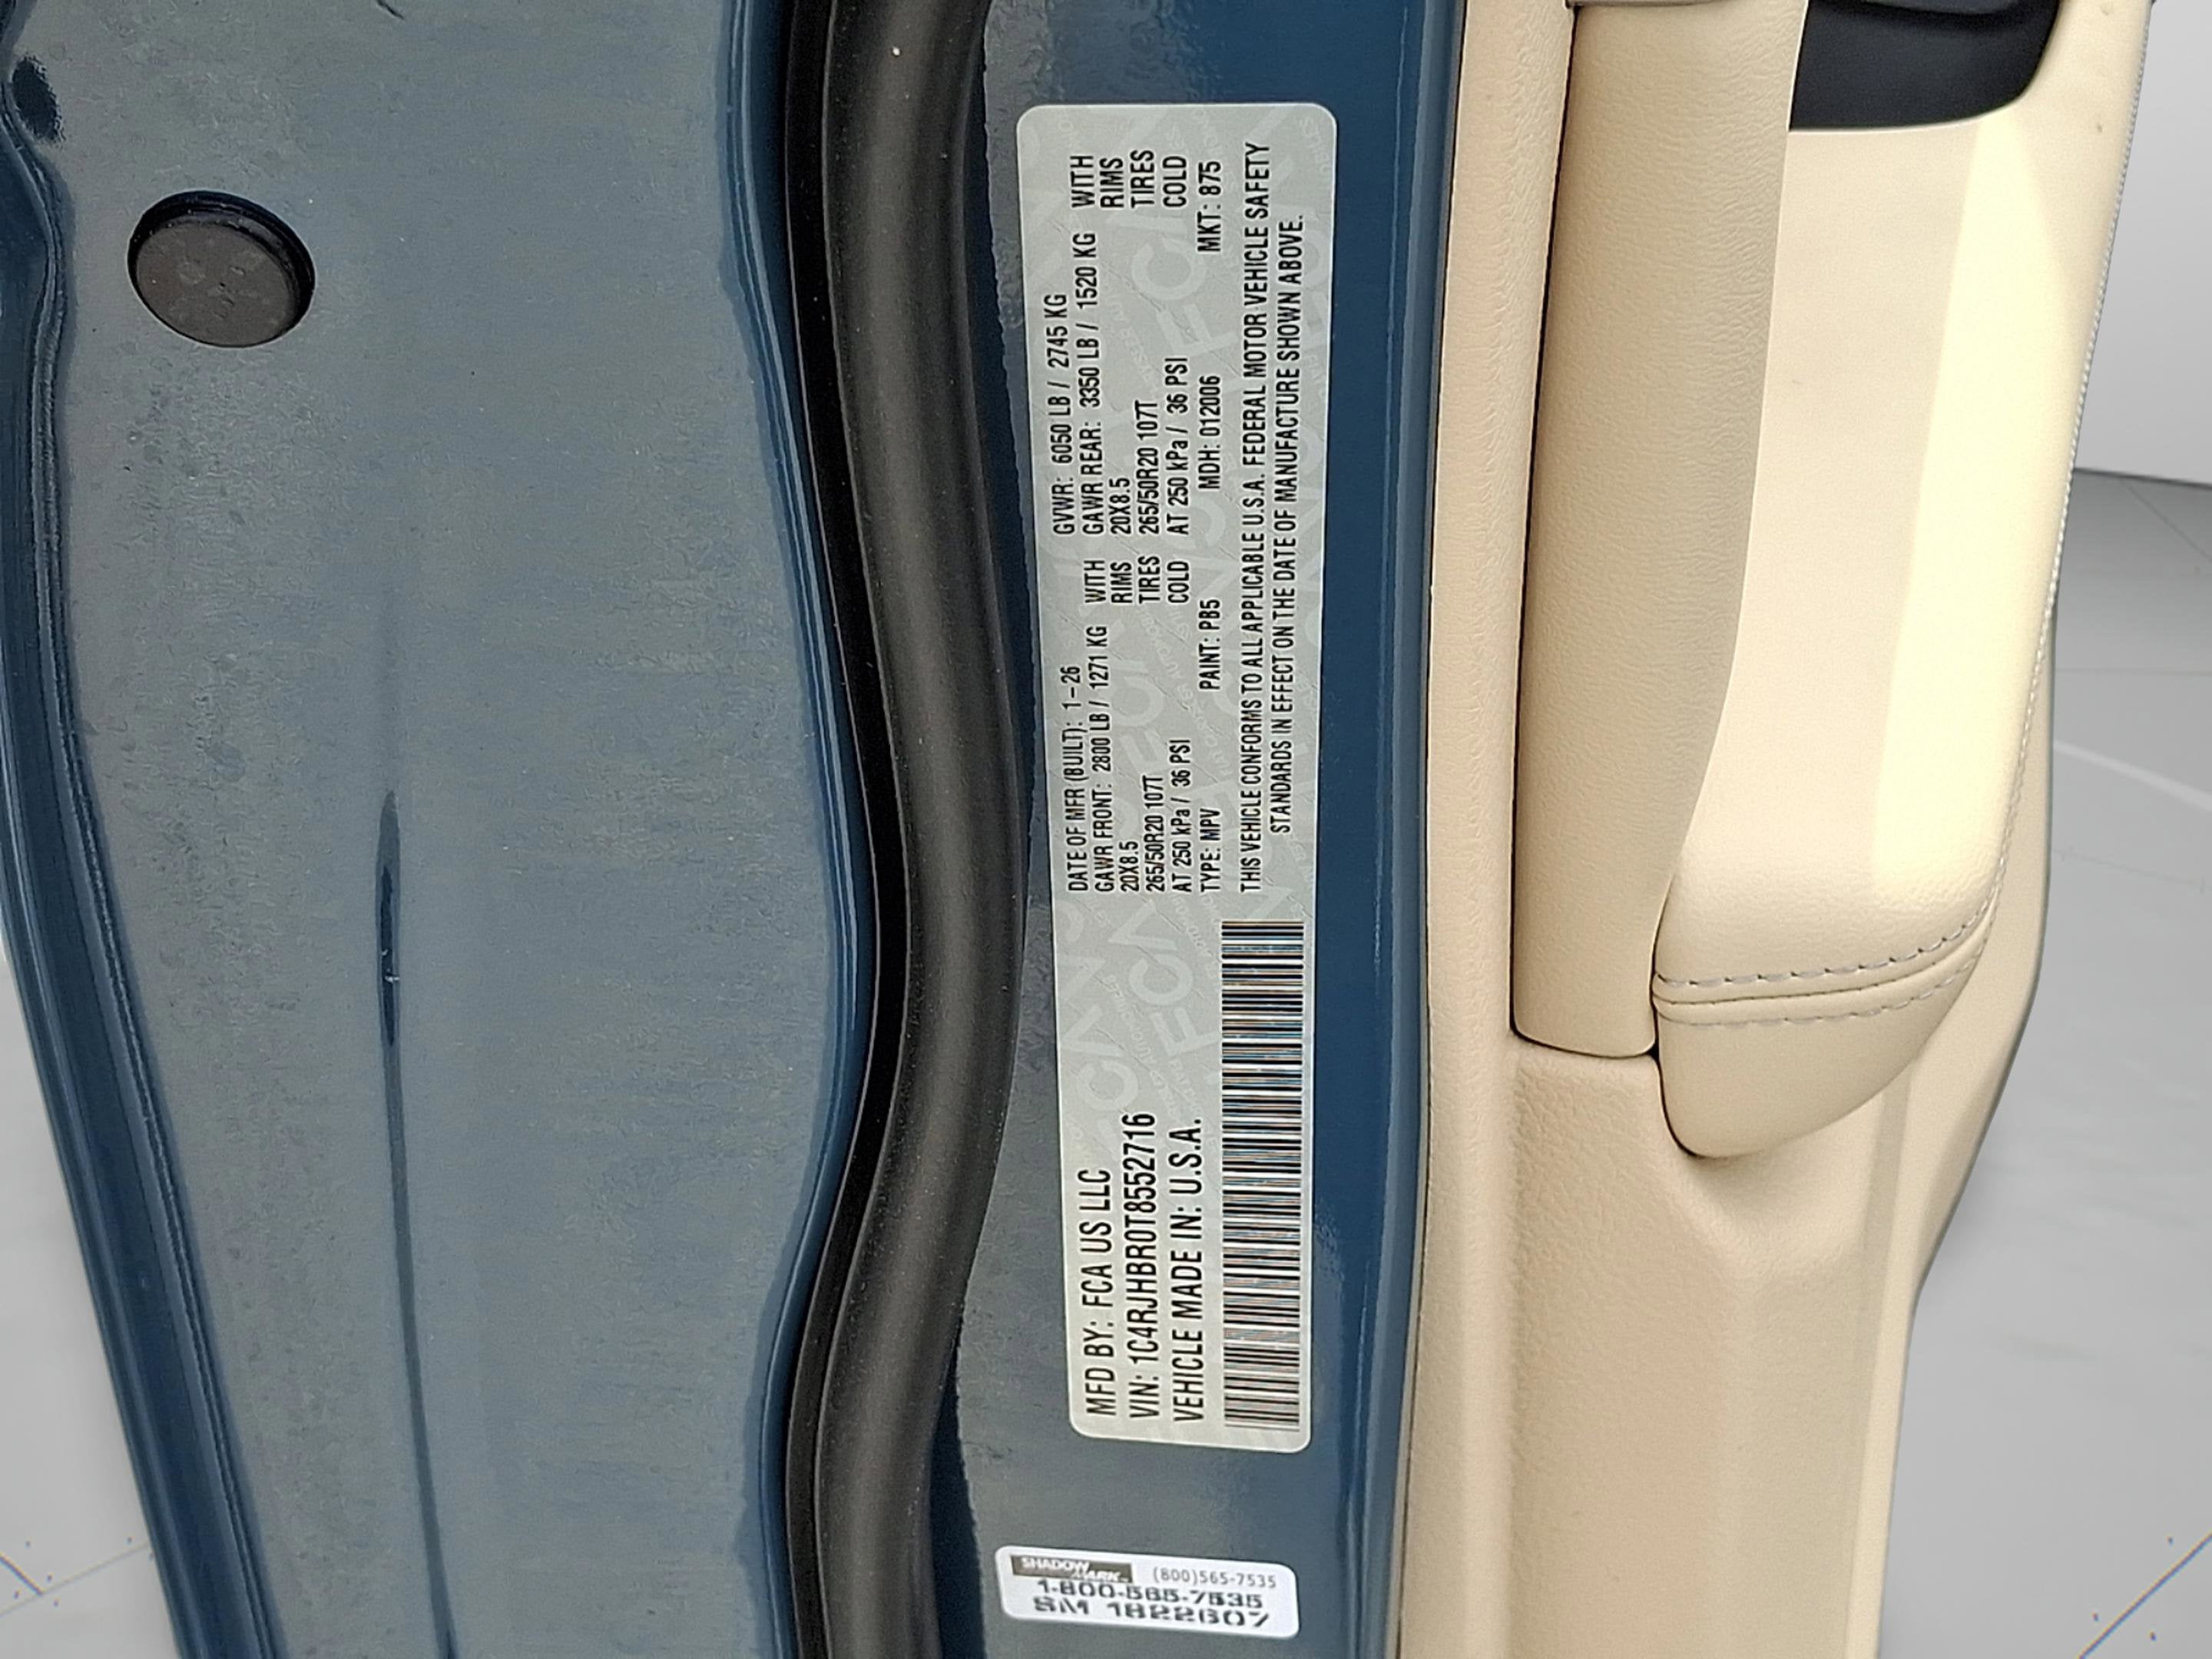 MFD BY: FCA US LLC
VIN: 1C4RJHBR0T8552716
VEHICLE MADE IN: U.S.A.
DATE OF MFR (BUILT): 1-26 GVWR: 6050 LB / 2745 KG
GAWR FRONT: 2800 LB / 1271 KG WITH GAWR REAR: 3350 LB / 1520 KG WITH
20X8.5 RIMS 20X8.5 RIMS
265/50R20 107T TIRES 265/50R20 107T TIRES
AT 250 kPa / 36 PSI COLD AT 250 kPa / 36 PSI COLD
TYPE: MPV PAINT: PB5 MDH: 012006 MKT: 875
THIS VEHICLE CONFORMS TO ALL APPLICABLE U.S.A. FEDERAL MOTOR VEHICLE SAFETY
STANDARDS IN EFFECT ON THE DATE OF MANUFACTURE SHOWN ABOVE.
SHADOW MARK (800)565-7535
1-800-565-7535
SM 1822607